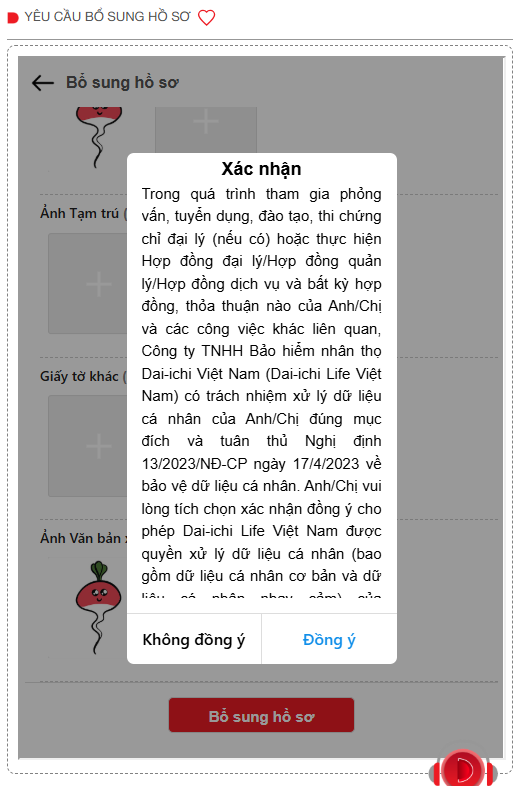 YÊU CẦU BỔ SUNG HỒ SƠ
Bổ sung hồ sơ
Xác nhận
Trong quá trình tham gia phỏng
vấn, tuyển dụng, đào tạo, thi chứng
chỉ đại lý (nếu có) hoặc thực hiện
Hợp đồng đại lý/Hợp đồng quản
lý/Hợp đồng dịch vụ và bất kỳ hợp
đồng, thỏa thuận nào của Anh/Chị
và các công việc khác liên quan,
Công ty TNHH Bảo hiểm nhân thọ
Dai-ichi Việt Nam (Dai-ichi Life Việt
Nam) có trách nhiệm xử lý dữ liệu
cá nhân của Anh/Chị đúng mục
đích và tuân thủ Nghị định
13/2023/NĐ-CP ngày 17/4/2023 về
bảo vệ dữ liệu cá nhân. Anh/Chị vui
lòng tích chọn xác nhận đồng ý cho
phép Dai-ichi Life Việt Nam được
quyền xử lý dữ liệu cá nhân (bao
gồm dữ liệu cá nhân cơ bản và dữ
liệu cá nhân nhạy cảm) của
Không đồng ý
Đồng ý
Ảnh Tạm trú (
Giấy tờ khác (
Ảnh Văn bản
Bổ sung hồ sơ